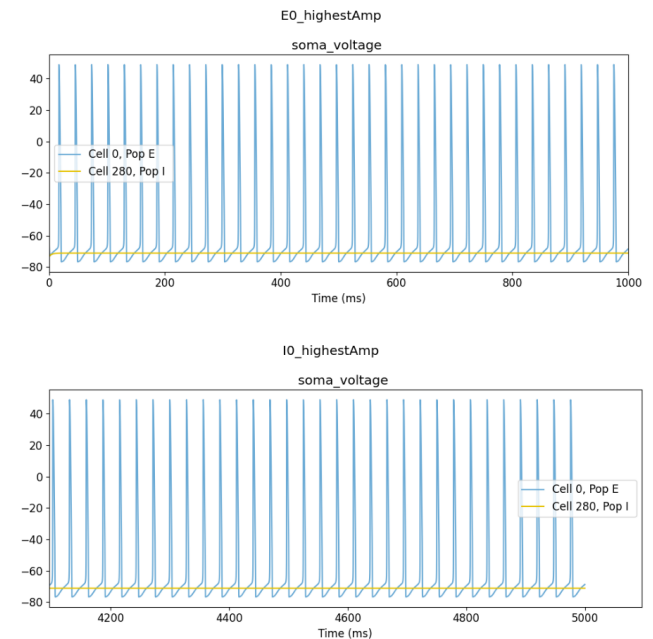 E0_highestAmp
soma_voltage
40
20
0
−20
−40
−60
−80
Cell 0, Pop E
Cell 280, Pop I
0 200 400 600 800 1000
Time (ms)
I0_highestAmp
soma_voltage
40
20
0
−20
−40
−60
−80
Cell 0, Pop E
Cell 280, Pop I
4200 4400 4600 4800 5000
Time (ms)